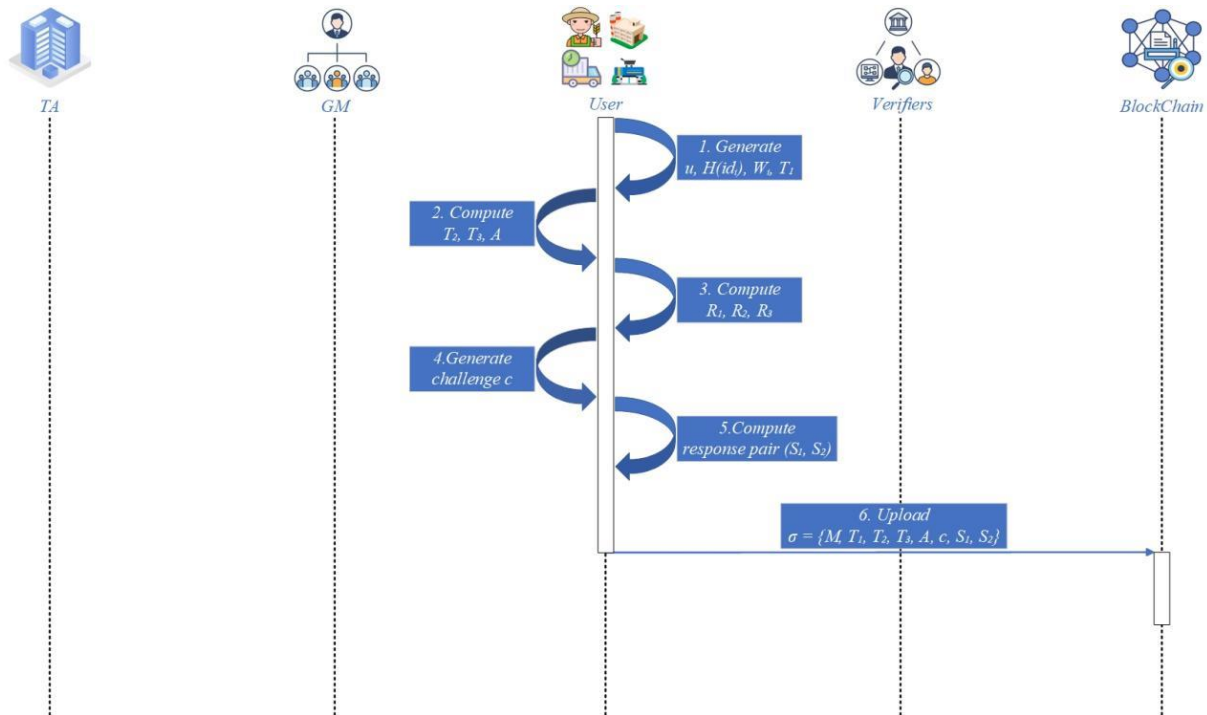 TA
GM
User
Verifiers
BlockChain
1. Generate
u, H(idᵢ), Wᵢ, T₁
2. Compute
T₂, T₃, A
3. Compute
R₁, R₂, R₃
4.Generate
challenge c
5.Compute
response pair (S₁, S₂)
6. Upload
σ = {M, T₁, T₂, T₃, A, c, S₁, S₂}